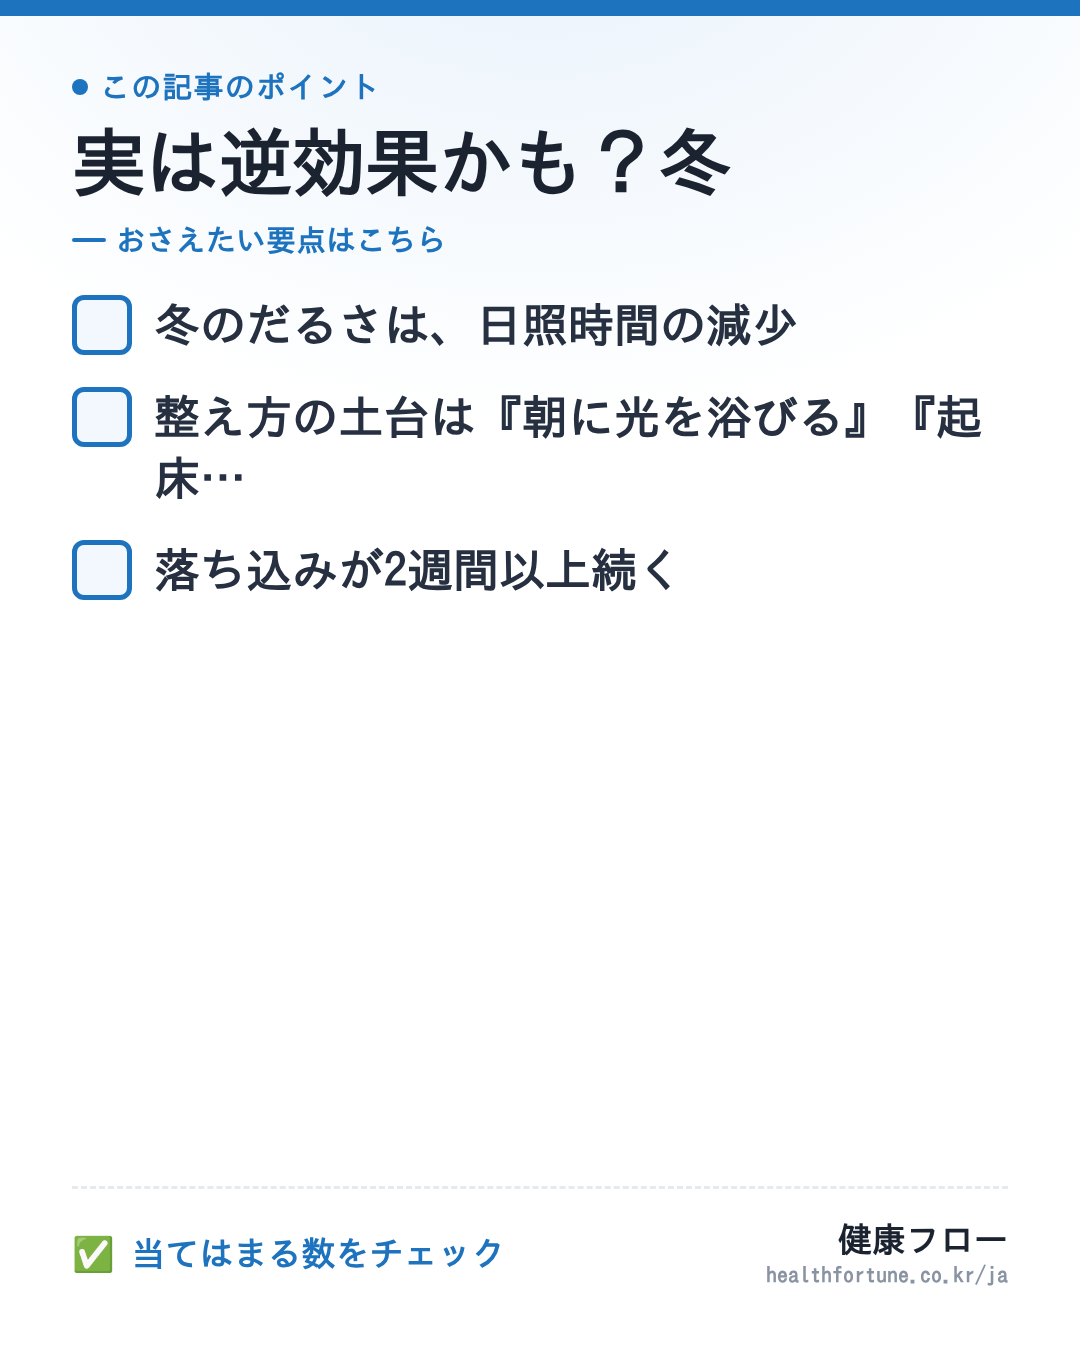 この記事のポイント
実は逆効果かも？冬
おさえたい要点はこちら
冬のだるさは、日照時間の減少
整え方の土台は『朝に光を浴びる』『起
床…
落ち込みが2週間以上続く
当てはまる数をチェック
健康フロー
healthfortune.co.kr/ja